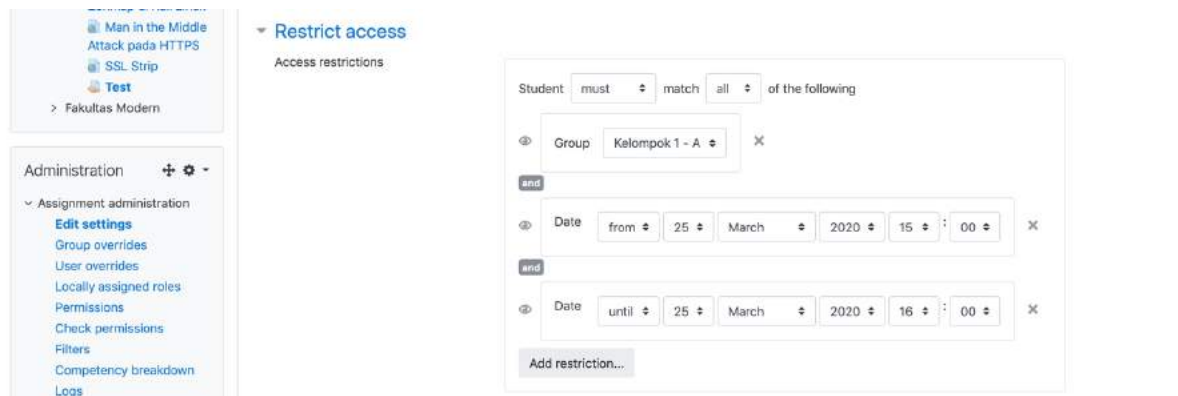 Man in the Middle
Attack pada HTTPS
SSL Strip
Test
Fakultas Modern
Administration
Assignment administration
Edit settings
Group overrides
User overrides
Locally assigned roles
Permissions
Check permissions
Filters
Competency breakdown
Logs
Restrict access
Access restrictions
Student must match all of the following
Group Kelompok 1 - A
and
Date from 25 March 2020 15 : 00
and
Date until 25 March 2020 16 : 00
Add restriction...